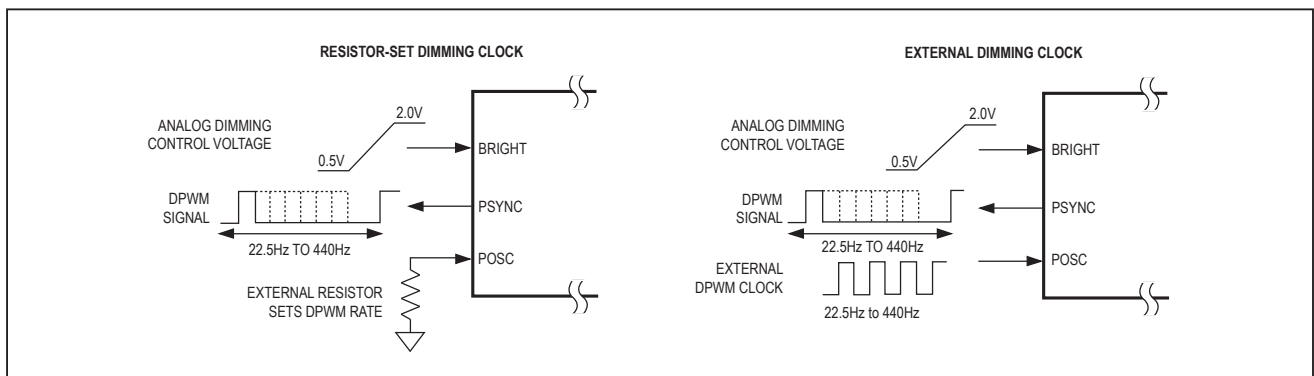 RESISTOR-SET DIMMING CLOCK
ANALOG DIMMING
CONTROL VOLTAGE
0.5V
2.0V
BRIGHT
DPWM
SIGNAL
PSYNC
22.5Hz TO 440Hz
POSC
EXTERNAL RESISTOR
SETS DPWM RATE
EXTERNAL DIMMING CLOCK
ANALOG DIMMING
CONTROL VOLTAGE
0.5V
2.0V
BRIGHT
DPWM
SIGNAL
PSYNC
22.5Hz TO 440Hz
POSC
EXTERNAL
DPWM CLOCK
22.5Hz to 440Hz